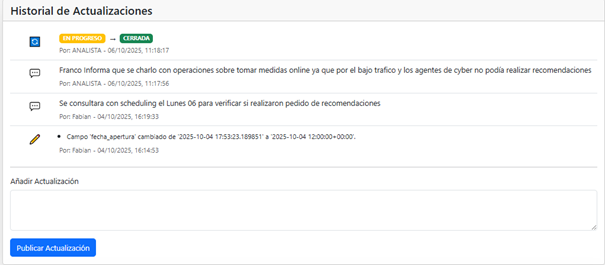 Historial de Actualizaciones
EN PROGRESO → CERRADA
Por: ANALISTA - 06/10/2025, 11:18:17
Franco Informa que se charlo con operaciones sobre tomar medidas online ya que por el bajo trafico y los agentes de cyber no podía realizar recomendaciones
Por: ANALISTA - 06/10/2025, 11:17:56
Se consultara con scheduling el Lunes 06 para verificar si realizaron pedido de recomendaciones
Por: Fabian - 04/10/2025, 16:19:33
• Campo 'fecha_apertura' cambiado de '2025-10-04 17:53:23.189851' a '2025-10-04 12:00:00+00:00'.
Por: Fabian - 04/10/2025, 16:14:53
Añadir Actualización
Publicar Actualización